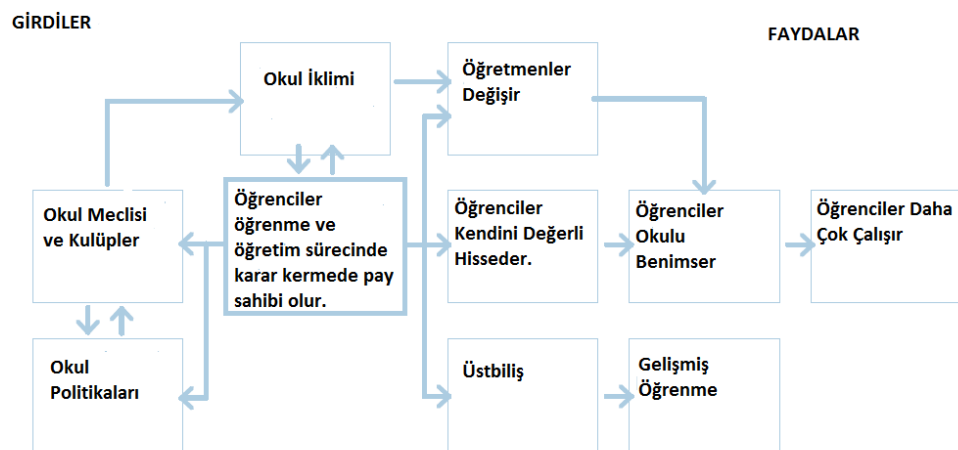 GİRDİLER
FAYDALAR
Okul İklimi
Öğretmenler
Değişir
Okul Meclisi
ve Kulüpler
Öğrenciler
öğrenme ve
öğretim sürecinde
karar kermede pay
sahibi olur.
Öğrenciler
Kendini Değerli
Hisseder.
Öğrenciler
Okulu
Benimser
Öğrenciler Daha
Çok Çalışır
Okul
Politikaları
Üstbiliş
Gelişmiş
Öğrenme